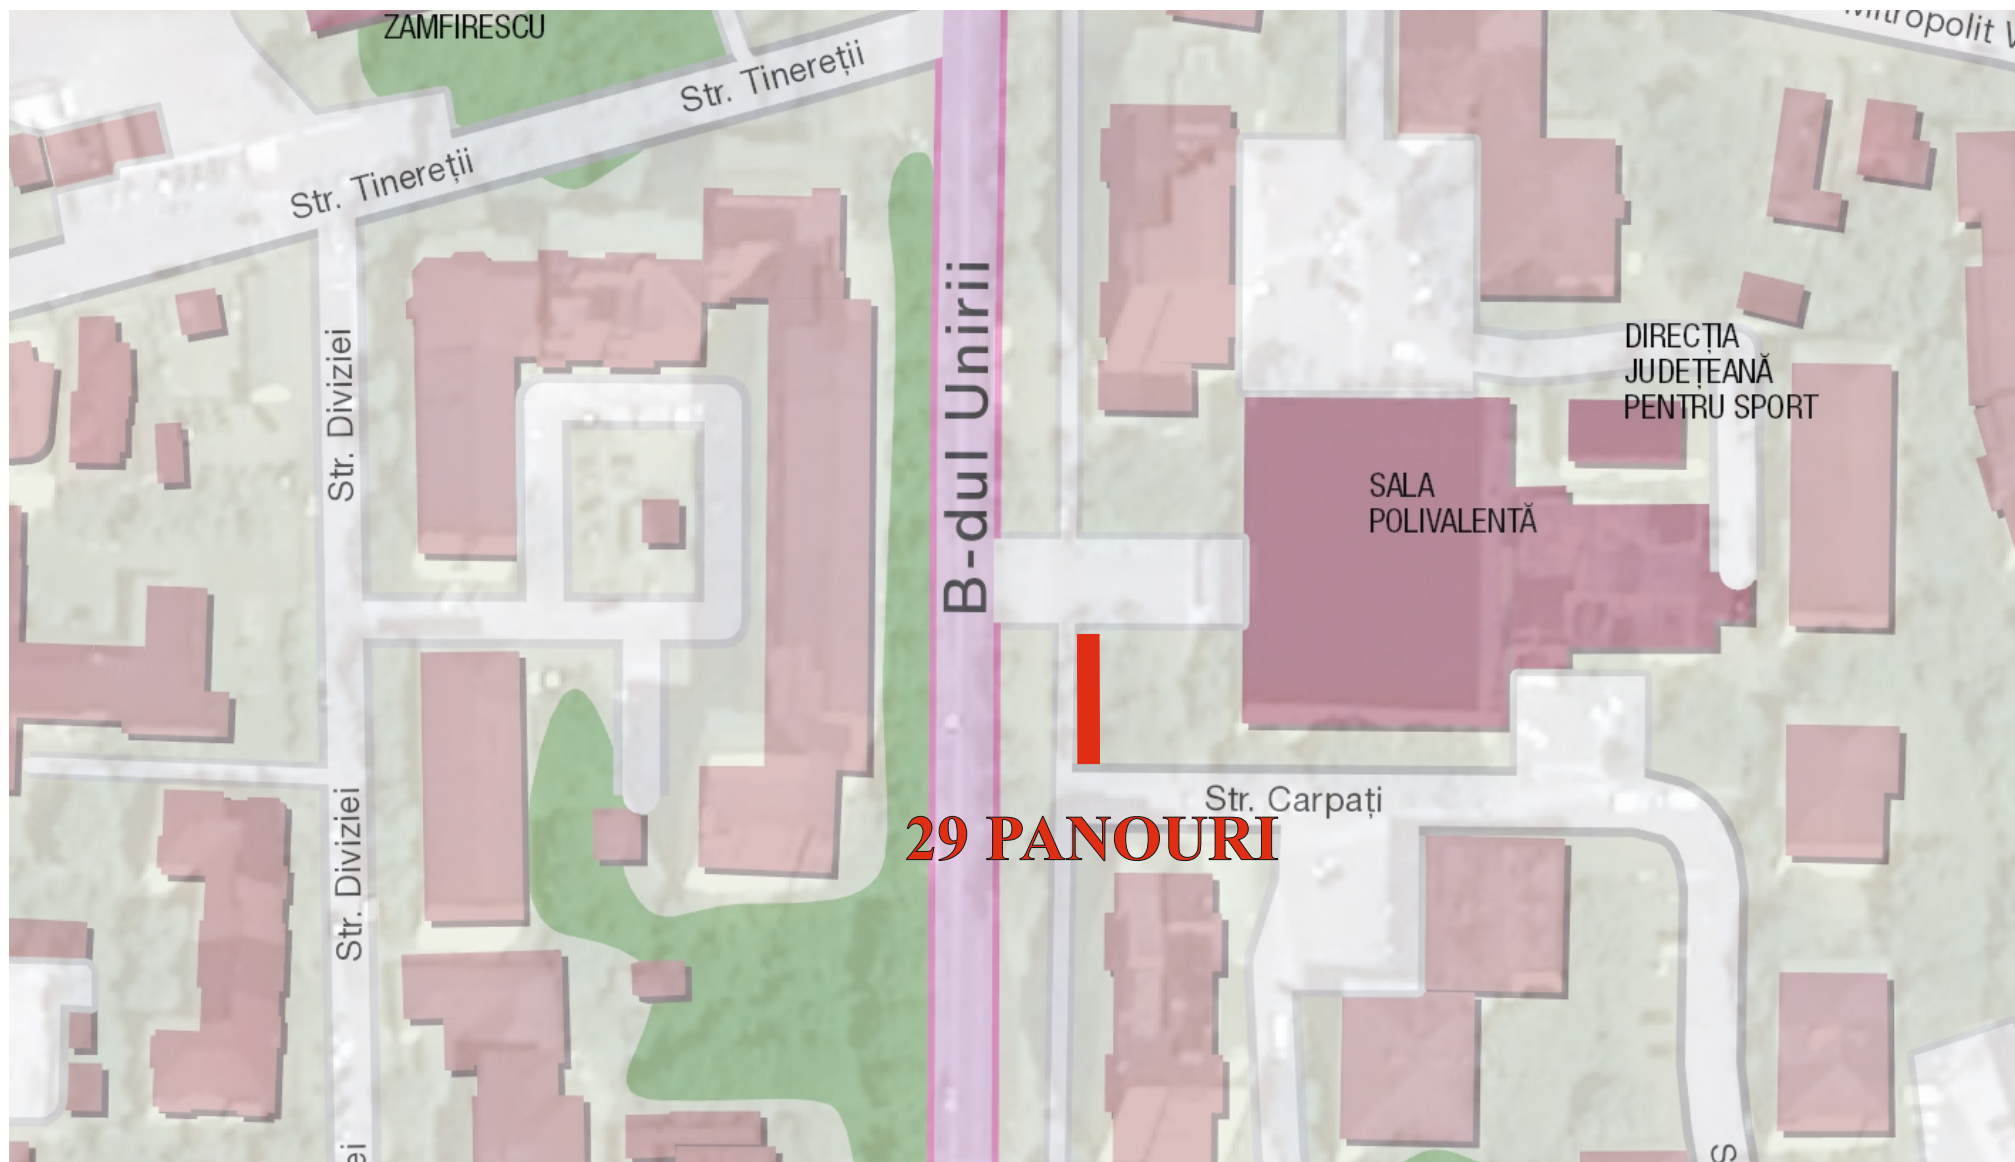 ZAMFIRESCU
Mitropolit V
Str. Tinereții
Str. Tinereții
Str. Diviziei
B-dul Unirii
DIRECȚIA
JUDEȚEANĂ
PENTRU SPORT
SALA
POLIVALENTĂ
Str. Carpați
29 PANOURI
Str. Diviziei
ei
S